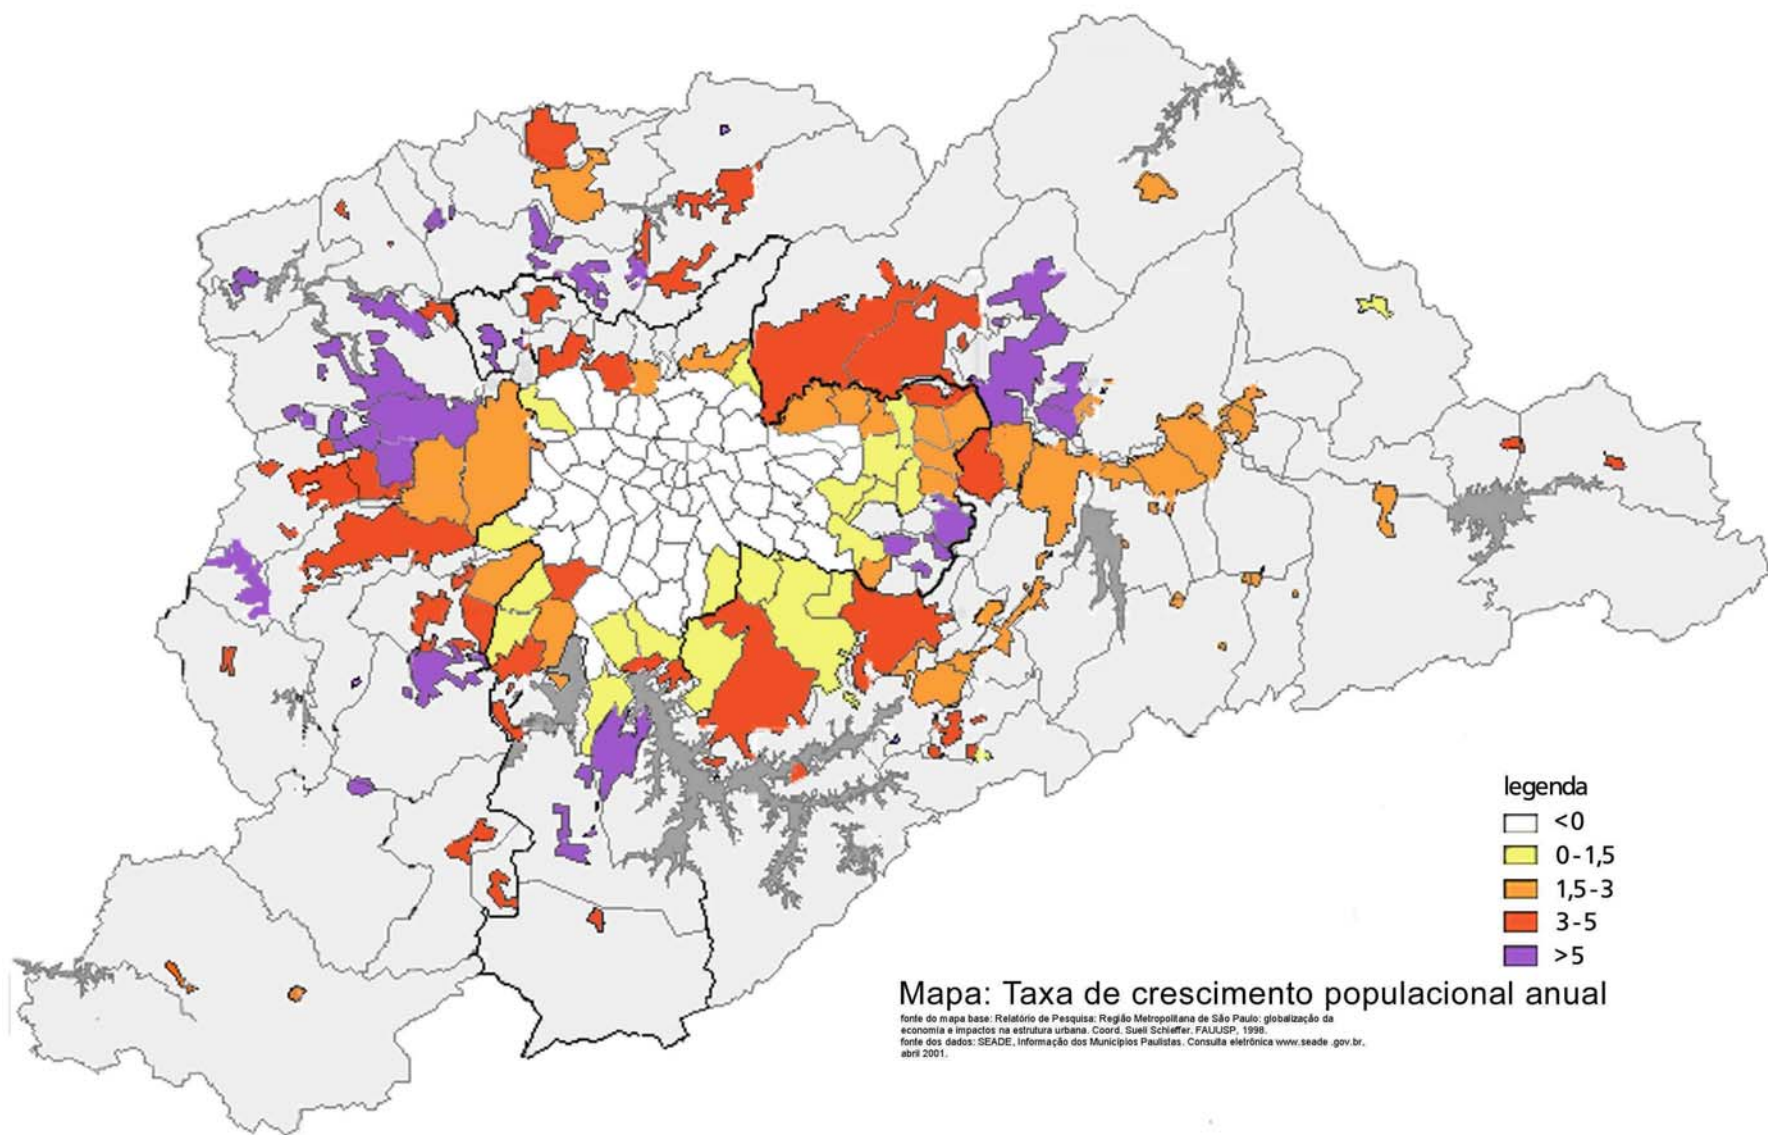 legenda
<0
0-1,5
1,5-3
3-5
>5
Mapa: Taxa de crescimento populacional anual
fonte do mapa base: Relatório de Pesquisa: Região Metropolitana de São Paulo: globalização da
economia e impactos na estrutura urbana. Coord. Sueli Schieffer. FAUUSP, 1998.
fonte dos dados: SEADE, Informação dos Municípios Paulistas. Consulta eletrônica www.seade .gov.br,
abril 2001.